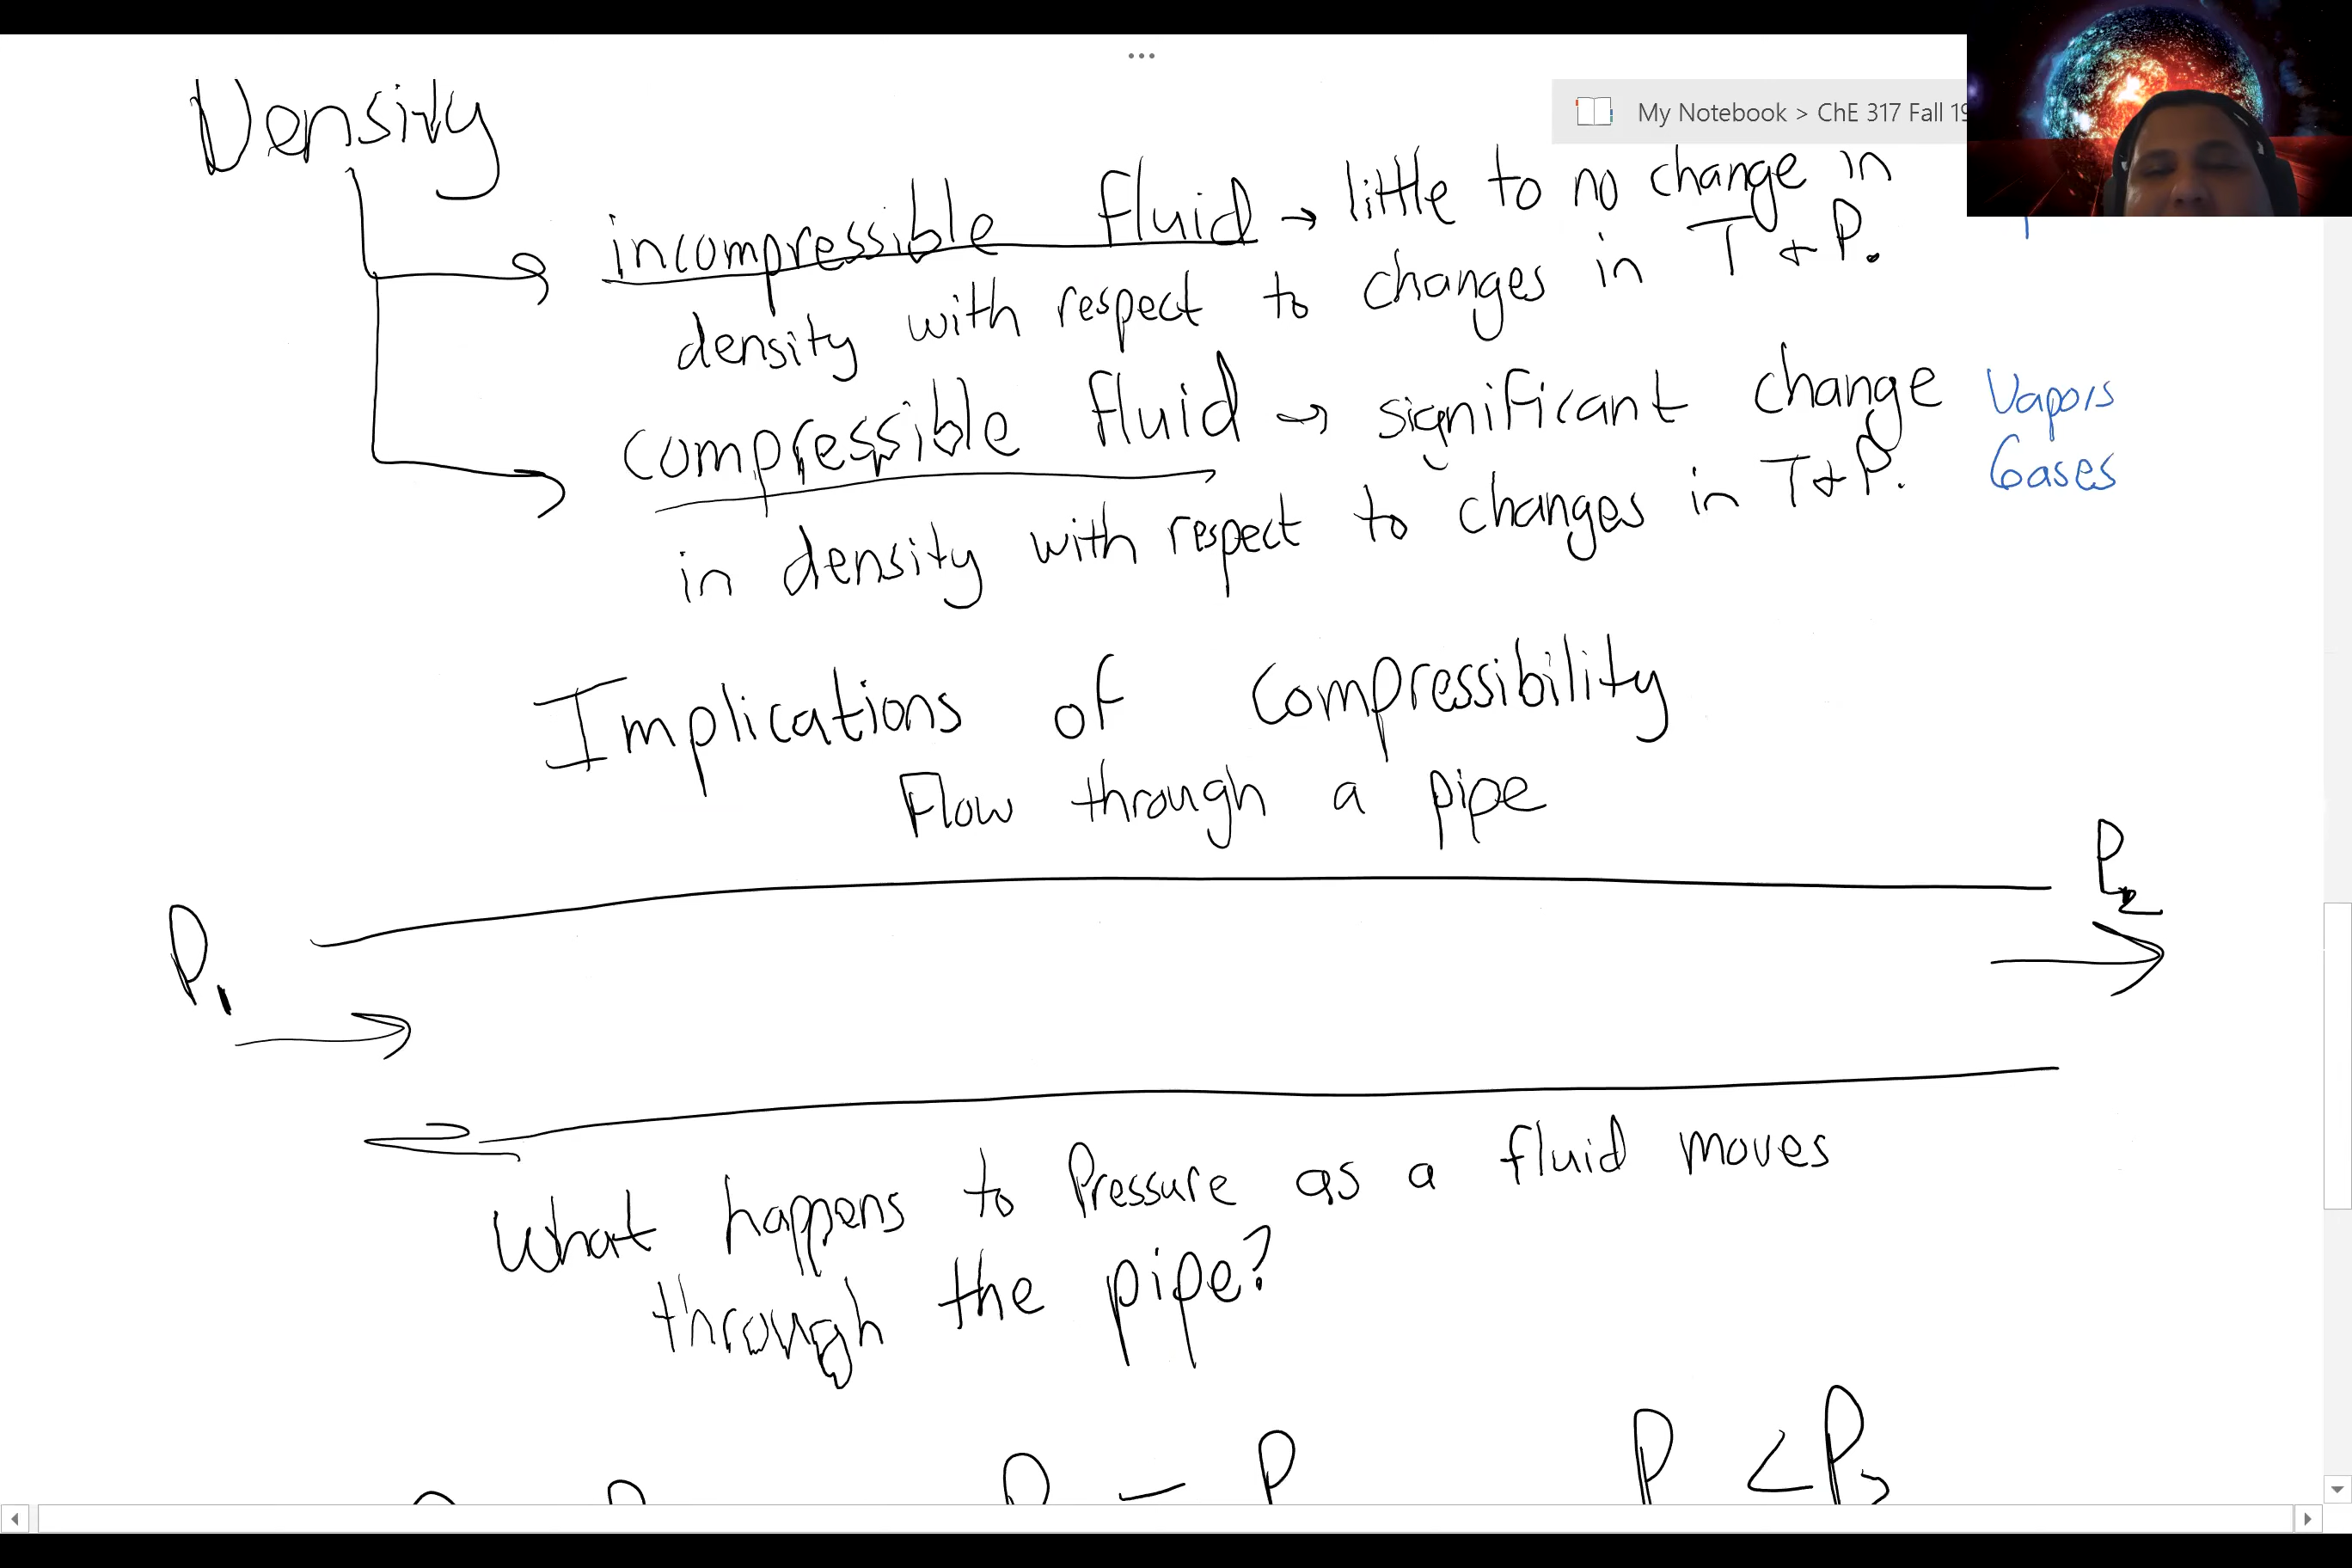 ...
My Notebook > ChE 317 Fall 19
Density
incompressible fluid → little to no change in
density with respect to changes in T & P.
compressible fluid → significant change
in density with respect to changes in T & P.
Vapors
Gases
Implications of Compressibility
Flow through a pipe
P1
P2
What happens to Pressure as a fluid moves
through the pipe?
P < P2